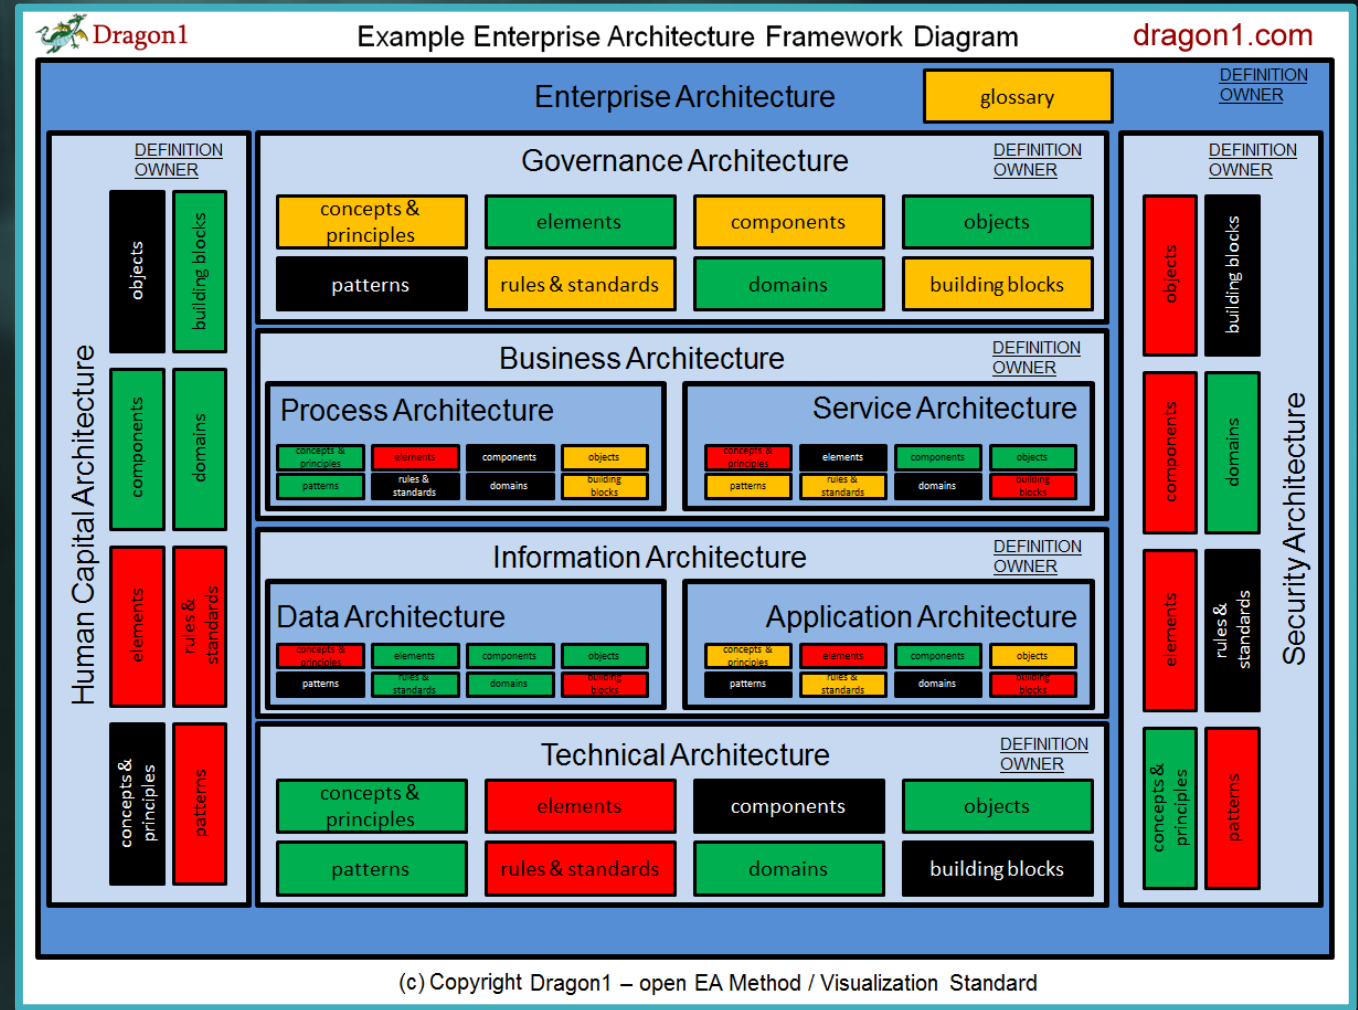 Dragon1
Example Enterprise Architecture Framework Diagram
dragon1.com
Enterprise Architecture
glossary
DEFINITION
OWNER
Human Capital Architecture
DEFINITION
OWNER
objects
building blocks
components
domains
elements
rules &
standards
concepts &
principles
patterns
Governance Architecture
DEFINITION
OWNER
concepts &
principles
elements
components
objects
patterns
rules & standards
domains
building blocks
Business Architecture
DEFINITION
OWNER
Process Architecture
concepts &
principles
elements
components
objects
patterns
rules &
standards
domains
building
blocks
Service Architecture
concepts &
principles
elements
components
objects
patterns
rules &
standards
domains
building
blocks
Information Architecture
DEFINITION
OWNER
Data Architecture
concepts &
principles
elements
components
objects
patterns
rules &
standards
domains
building
blocks
Application Architecture
concepts &
principles
elements
components
objects
patterns
rules &
standards
domains
building
blocks
Technical Architecture
DEFINITION
OWNER
concepts &
principles
elements
components
objects
patterns
rules & standards
domains
building blocks
DEFINITION
OWNER
objects
building blocks
components
domains
elements
rules &
standards
concepts &
principles
patterns
Security Architecture
(c) Copyright Dragon1 – open EA Method / Visualization Standard